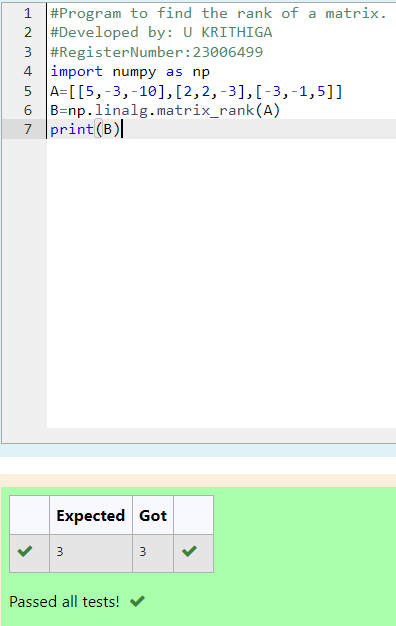 1 #Program to find the rank of a matrix.
2 #Developed by: U KRITHIGA
3 #RegisterNumber:23006499
4 import numpy as np
5 A=[[5,-3,-10],[2,2,-3],[-3,-1,5]]
6 B=np.linalg.matrix_rank(A)
7 print(B)
Expected Got
3 3
Passed all tests!